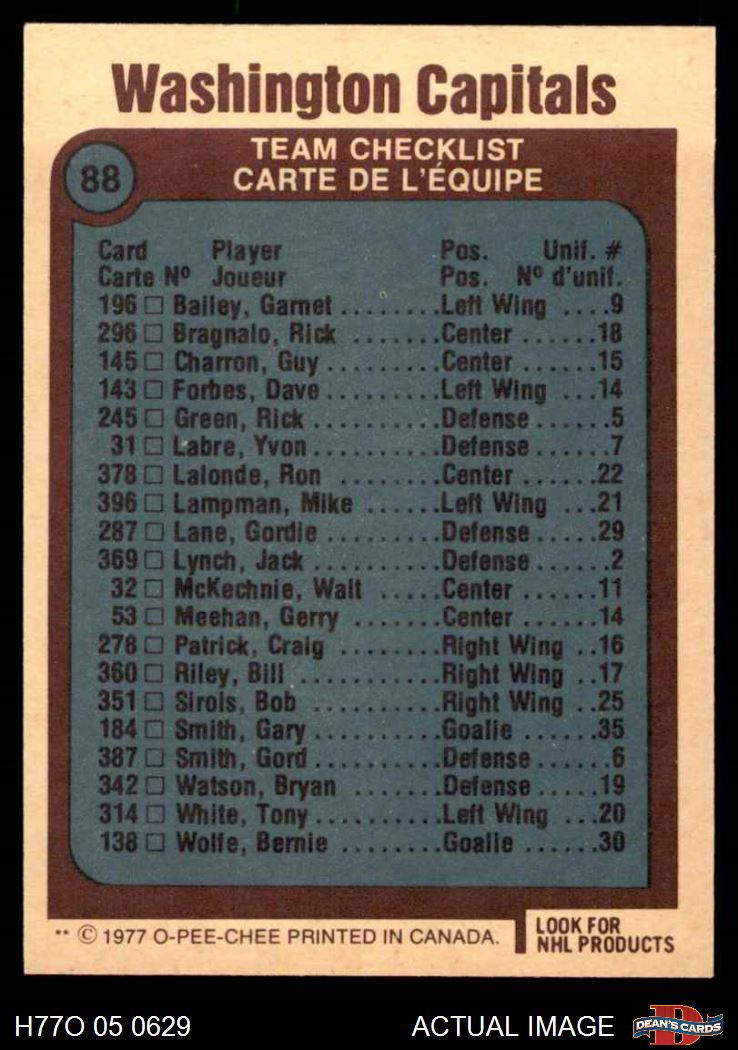 Washington Capitals
88
TEAM CHECKLIST
CARTE DE L'ÉQUIPE
Card Player Pos. Unif. #
Carte Nº Joueur Pos. Nº d'unif.
196 □ Bailey, Garnet ........Left Wing ....9
296 □ Bragnalo, Rick ........Center ......18
145 □ Charron, Guy ..........Center ......15
143 □ Forbes, Dave ..........Left Wing ...14
245 □ Green, Rick ...........Defense ......5
31 □ Labre, Yvon ...........Defense ......7
378 □ Lalonde, Ron ..........Center ......22
396 □ Lampman, Mike .........Left Wing ...21
287 □ Lane, Gordie ..........Defense .....29
369 □ Lynch, Jack ...........Defense ......2
32 □ McKechnie, Walt .......Center ......11
53 □ Meehan, Gerry .........Center ......14
278 □ Patrick, Craig ........Right Wing ..16
360 □ Riley, Bill ...........Right Wing ..17
351 □ Sirois, Bob ...........Right Wing ..25
184 □ Smith, Gary ...........Goalie ......35
387 □ Smith, Gord ...........Defense ......6
342 □ Watson, Bryan .........Defense .....19
314 □ White, Tony ...........Left Wing ...20
138 □ Wolfe, Bernie .........Goalie ......30
** © 1977 O-PEE-CHEE PRINTED IN CANADA.
LOOK FOR
NHL PRODUCTS
H77O 05 0629
ACTUAL IMAGE
D
DEAN'S CARDS